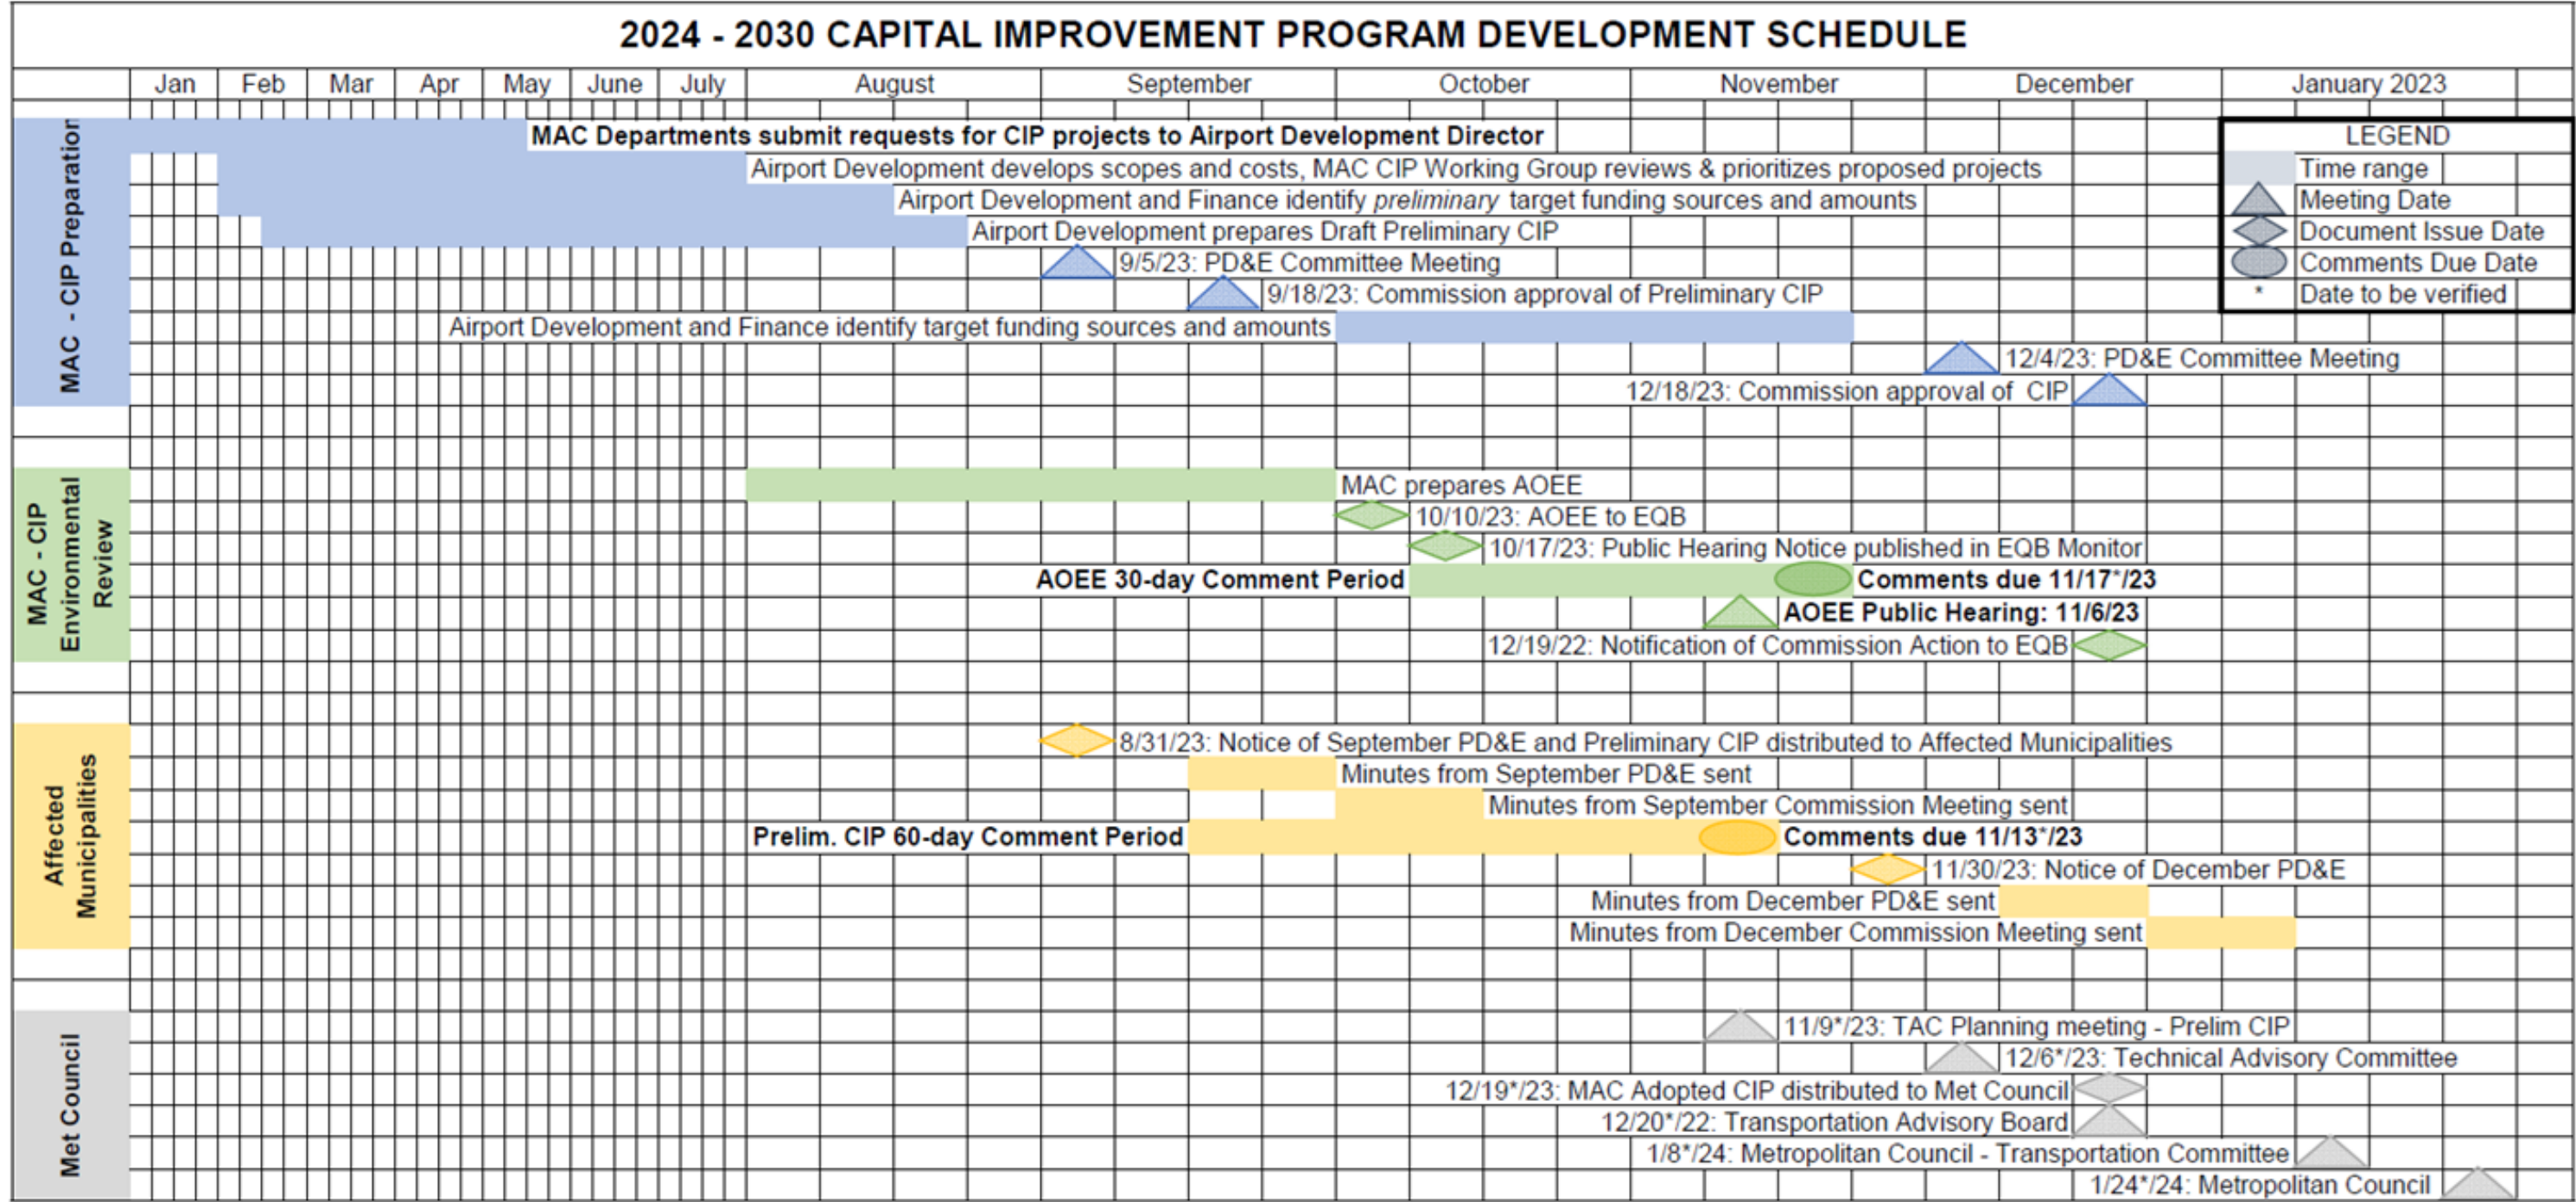 2024 - 2030 CAPITAL IMPROVEMENT PROGRAM DEVELOPMENT SCHEDULE
Jan Feb Mar Apr May June July August September October November December January 2023
MAC - CIP Preparation
MAC Departments submit requests for CIP projects to Airport Development Director
Airport Development develops scopes and costs, MAC CIP Working Group reviews & prioritizes proposed projects
Airport Development and Finance identify preliminary target funding sources and amounts
Airport Development prepares Draft Preliminary CIP
9/5/23: PD&E Committee Meeting
9/18/23: Commission approval of Preliminary CIP
Airport Development and Finance identify target funding sources and amounts
12/4/23: PD&E Committee Meeting
12/18/23: Commission approval of CIP
LEGEND
Time range
Meeting Date
Document Issue Date
Comments Due Date
* Date to be verified
MAC - CIP
Environmental
Review
MAC prepares AOEE
10/10/23: AOEE to EQB
10/17/23: Public Hearing Notice published in EQB Monitor
AOEE 30-day Comment Period Comments due 11/17*/23
AOEE Public Hearing: 11/6/23
12/19/22: Notification of Commission Action to EQB
Affected
Municipalities
8/31/23: Notice of September PD&E and Preliminary CIP distributed to Affected Municipalities
Minutes from September PD&E sent
Minutes from September Commission Meeting sent
Prelim. CIP 60-day Comment Period Comments due 11/13*/23
11/30/23: Notice of December PD&E
Minutes from December PD&E sent
Minutes from December Commission Meeting sent
Met Council
11/9*/23: TAC Planning meeting - Prelim CIP
12/6*/23: Technical Advisory Committee
12/19*/23: MAC Adopted CIP distributed to Met Council
12/20*/22: Transportation Advisory Board
1/8*/24: Metropolitan Council - Transportation Committee
1/24*/24: Metropolitan Council